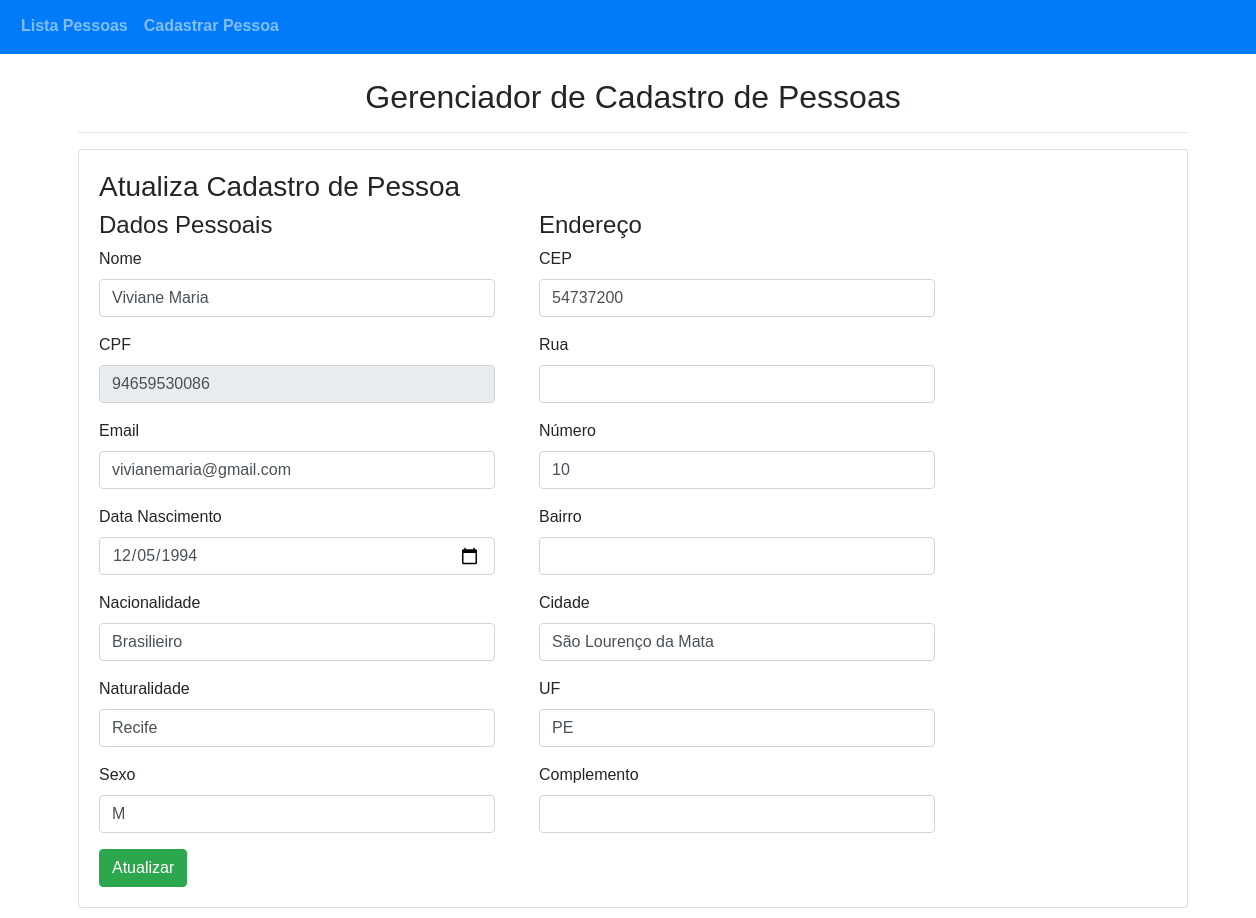 Lista Pessoas Cadastrar Pessoa
Gerenciador de Cadastro de Pessoas
Atualiza Cadastro de Pessoa
Dados Pessoais
Nome
Viviane Maria
CPF
94659530086
Email
vivianemaria@gmail.com
Data Nascimento
12/05/1994
Nacionalidade
Brasilieiro
Naturalidade
Recife
Sexo
M
Endereço
CEP
54737200
Rua
Número
10
Bairro
Cidade
São Lourenço da Mata
UF
PE
Complemento
Atualizar